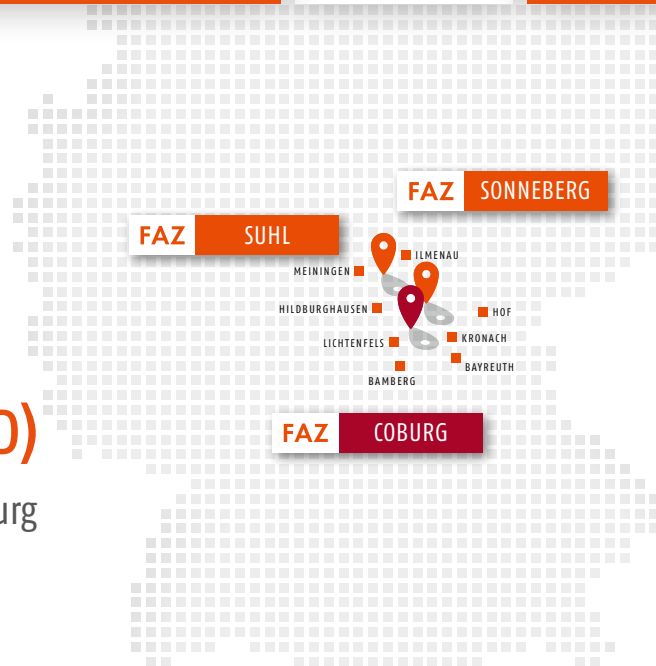 FAZ SONNEBERG
FAZ SUHL
ILMENAU
MEININGEN
HILDBURGHAUSEN
HOF
KRONACH
LICHTENFELS
BAYREUTH
BAMBERG
FAZ COBURG
)
urg